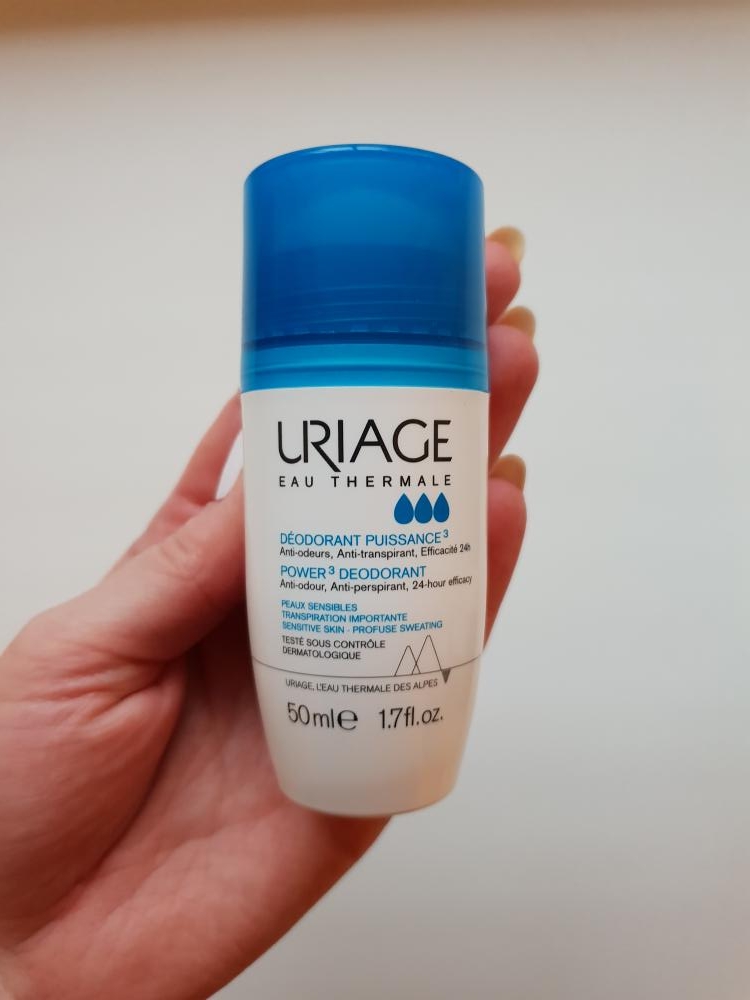 URIAGE
EAU THERMALE
DÉODORANT PUISSANCE³
Anti-odeurs, Anti-transpirant, Efficacité 24h
POWER³ DEODORANT
Anti-odour, Anti-perspirant, 24-hour efficacy
PEAUX SENSIBLES
TRANSPIRATION IMPORTANTE
SENSITIVE SKIN - PROFUSE SWEATING
TESTÉ SOUS CONTRÔLE
DERMATOLOGIQUE
URIAGE, L'EAU THERMALE DES ALPES
50 ml ℮ 1.7fl.oz.